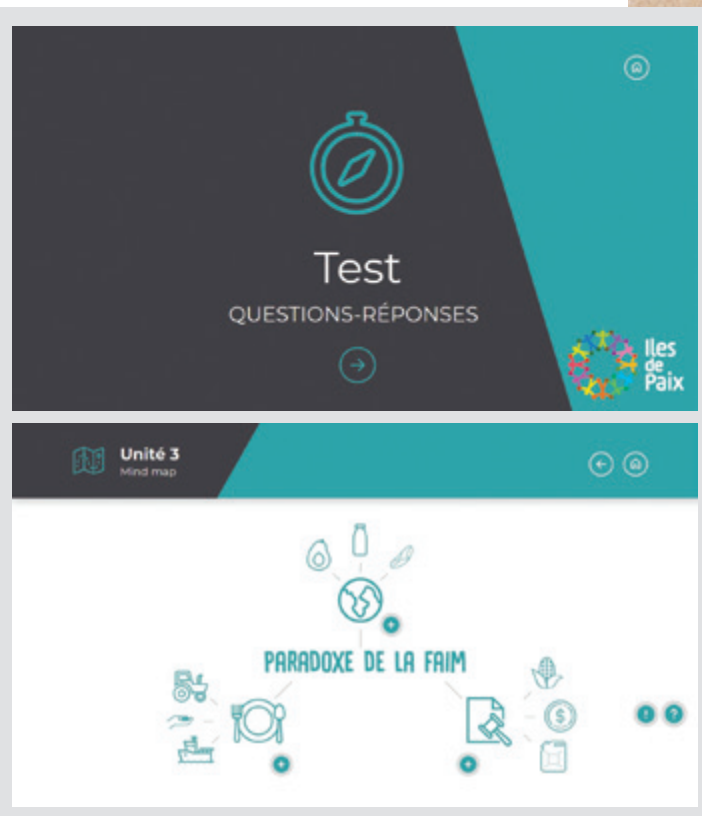 Test
QUESTIONS-RÉPONSES
Iles
de
Paix
Unité 3
Mind map
PARADOXE DE LA FAIM